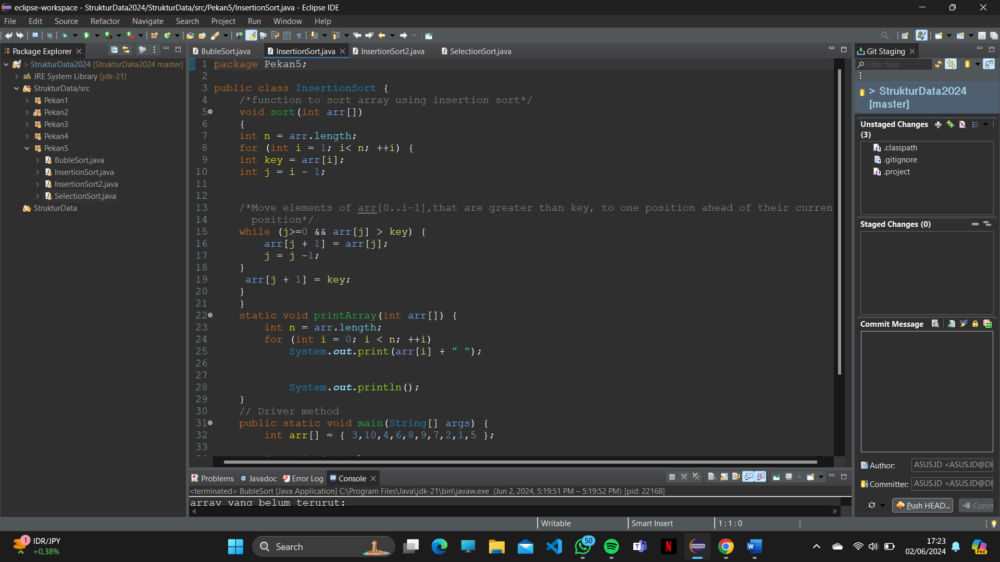 eclipse-workspace - StrukturData2024/StrukturData/src/Pekan5/InsertionSort.java - Eclipse IDE
File Edit Source Refactor Navigate Search Project Run Window Help
Package Explorer
> StrukturData2024 [StrukturData2024 master]
JRE System Library [jdk-21]
StrukturData/src
Pekan1
Pekan2
Pekan3
Pekan4
Pekan5
BubleSort.java
InsertionSort.java
InsertionSort2.java
SelectionSort.java
StrukturData
BubleSort.java InsertionSort.java InsertionSort2.java SelectionSort.java
1 package Pekan5;
2
3 public class InsertionSort {
4 /*function to sort array using insertion sort*/
5 void sort(int arr[])
6 {
7 int n = arr.length;
8 for (int i = 1; i< n; ++i) {
9 int key = arr[i];
10 int j = i - 1;
11
12
13 /*Move elements of arr[0..i-1],that are greater than key, to one position ahead of their curren
14 position*/
15 while (j>=0 && arr[j] > key) {
16 arr[j + 1] = arr[j];
17 j = j -1;
18 }
19 arr[j + 1] = key;
20 }
21 }
22 static void printArray(int arr[]) {
23 int n = arr.length;
24 for (int i = 0; i < n; ++i)
25 System.out.print(arr[i] + " ");
26
27
28 System.out.println();
29 }
30 // Driver method
31 public static void main(String[] args) {
32 int arr[] = { 3,10,4,6,8,9,7,2,1,5 };
33
Problems Javadoc Error Log Console
<terminated> BubleSort [Java Application] C:\Program Files\Java\jdk-21\bin\javaw.exe (Jun 2, 2024, 5:19:51 PM – 5:19:52 PM) [pid: 22168]
array yang belum terurut:
Git Staging
Filter files
> StrukturData2024
[master]
Unstaged Changes
(3)
.classpath
.gitignore
.project
Staged Changes (0)
Commit Message
Author: ASUS.ID <ASUS.ID@DE
Committer: ASUS.ID <ASUS.ID@DE
Push HEAD... Comm
Writable Smart Insert 1 : 1 : 0
1
IDR/JPY
+0,38%
Search
50
17:23
02/06/2024
PRE